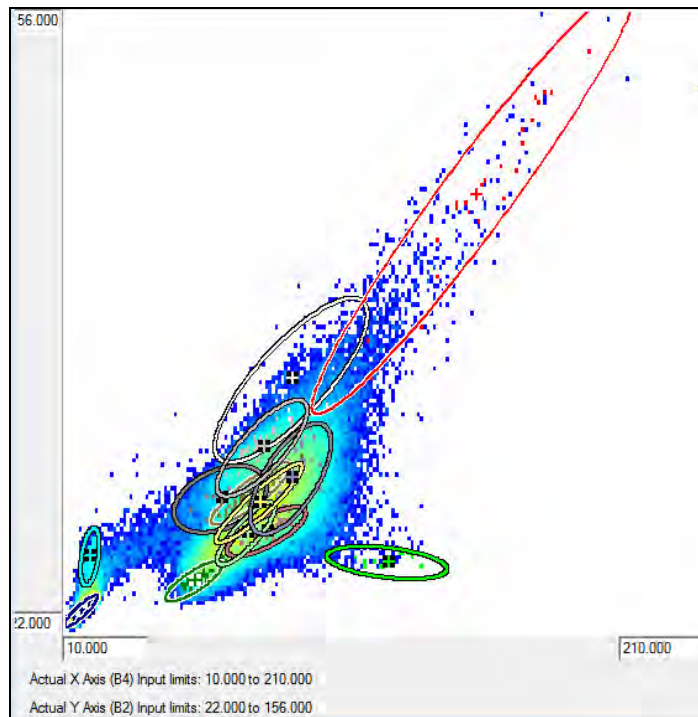 56.000
22.000
10.000
210.000
Actual X Axis (B4) Input limits: 10.000 to 210.000
Actual Y Axis (B2) Input limits: 22.000 to 156.000